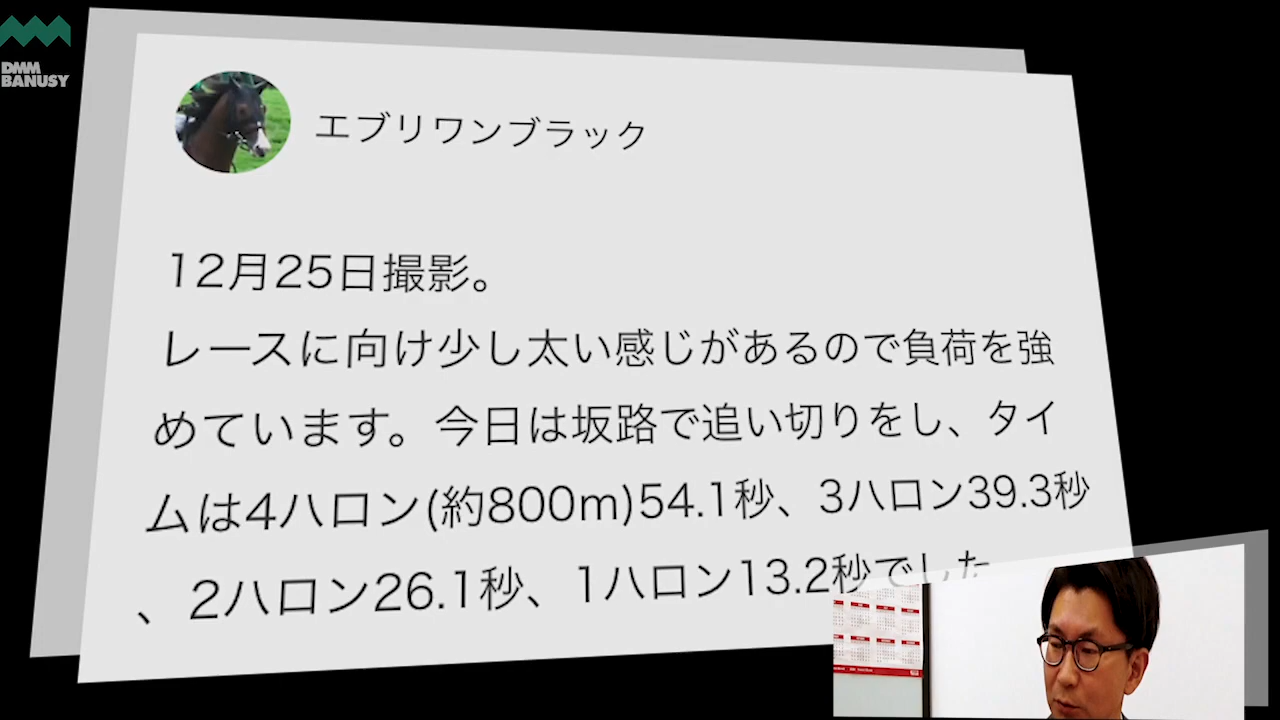 DMM
BANUSY
エブリワンブラック
12月25日撮影。
レースに向け少し太い感じがあるので負荷を強
めています。今日は坂路で追い切りをし、タイ
ムは4ハロン(約800m)54.1秒、3ハロン39.3秒
、2ハロン26.1秒、1ハロン13.2秒でした